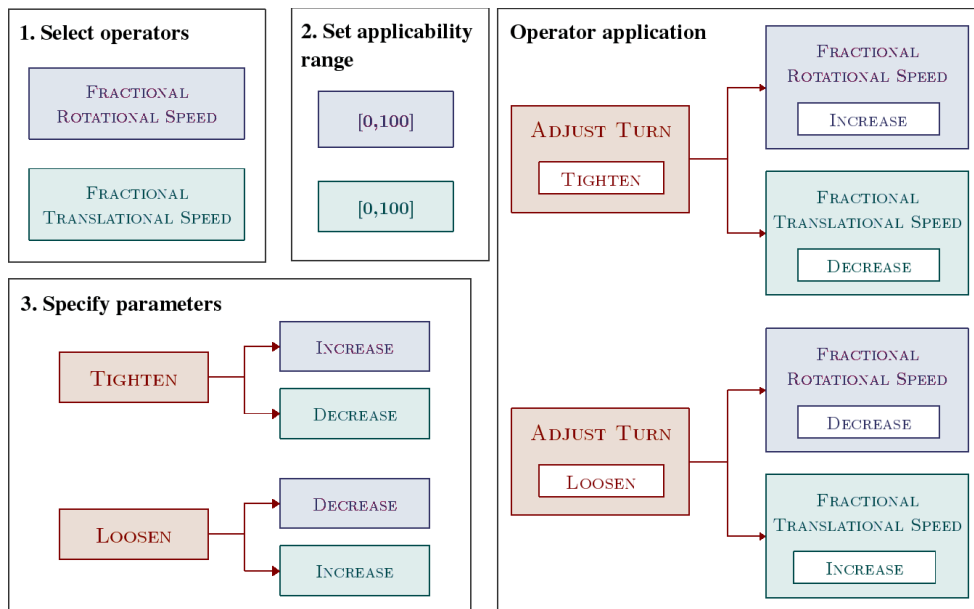 1. Select operators
FRACTIONAL
ROTATIONAL SPEED
FRACTIONAL
TRANSLATIONAL SPEED
2. Set applicability
range
[0,100]
[0,100]
3. Specify parameters
TIGHTEN
INCREASE
DECREASE
LOOSEN
DECREASE
INCREASE
Operator application
ADJUST TURN
TIGHTEN
FRACTIONAL
ROTATIONAL SPEED
INCREASE
FRACTIONAL
TRANSLATIONAL SPEED
DECREASE
ADJUST TURN
LOOSEN
FRACTIONAL
ROTATIONAL SPEED
DECREASE
FRACTIONAL
TRANSLATIONAL SPEED
INCREASE